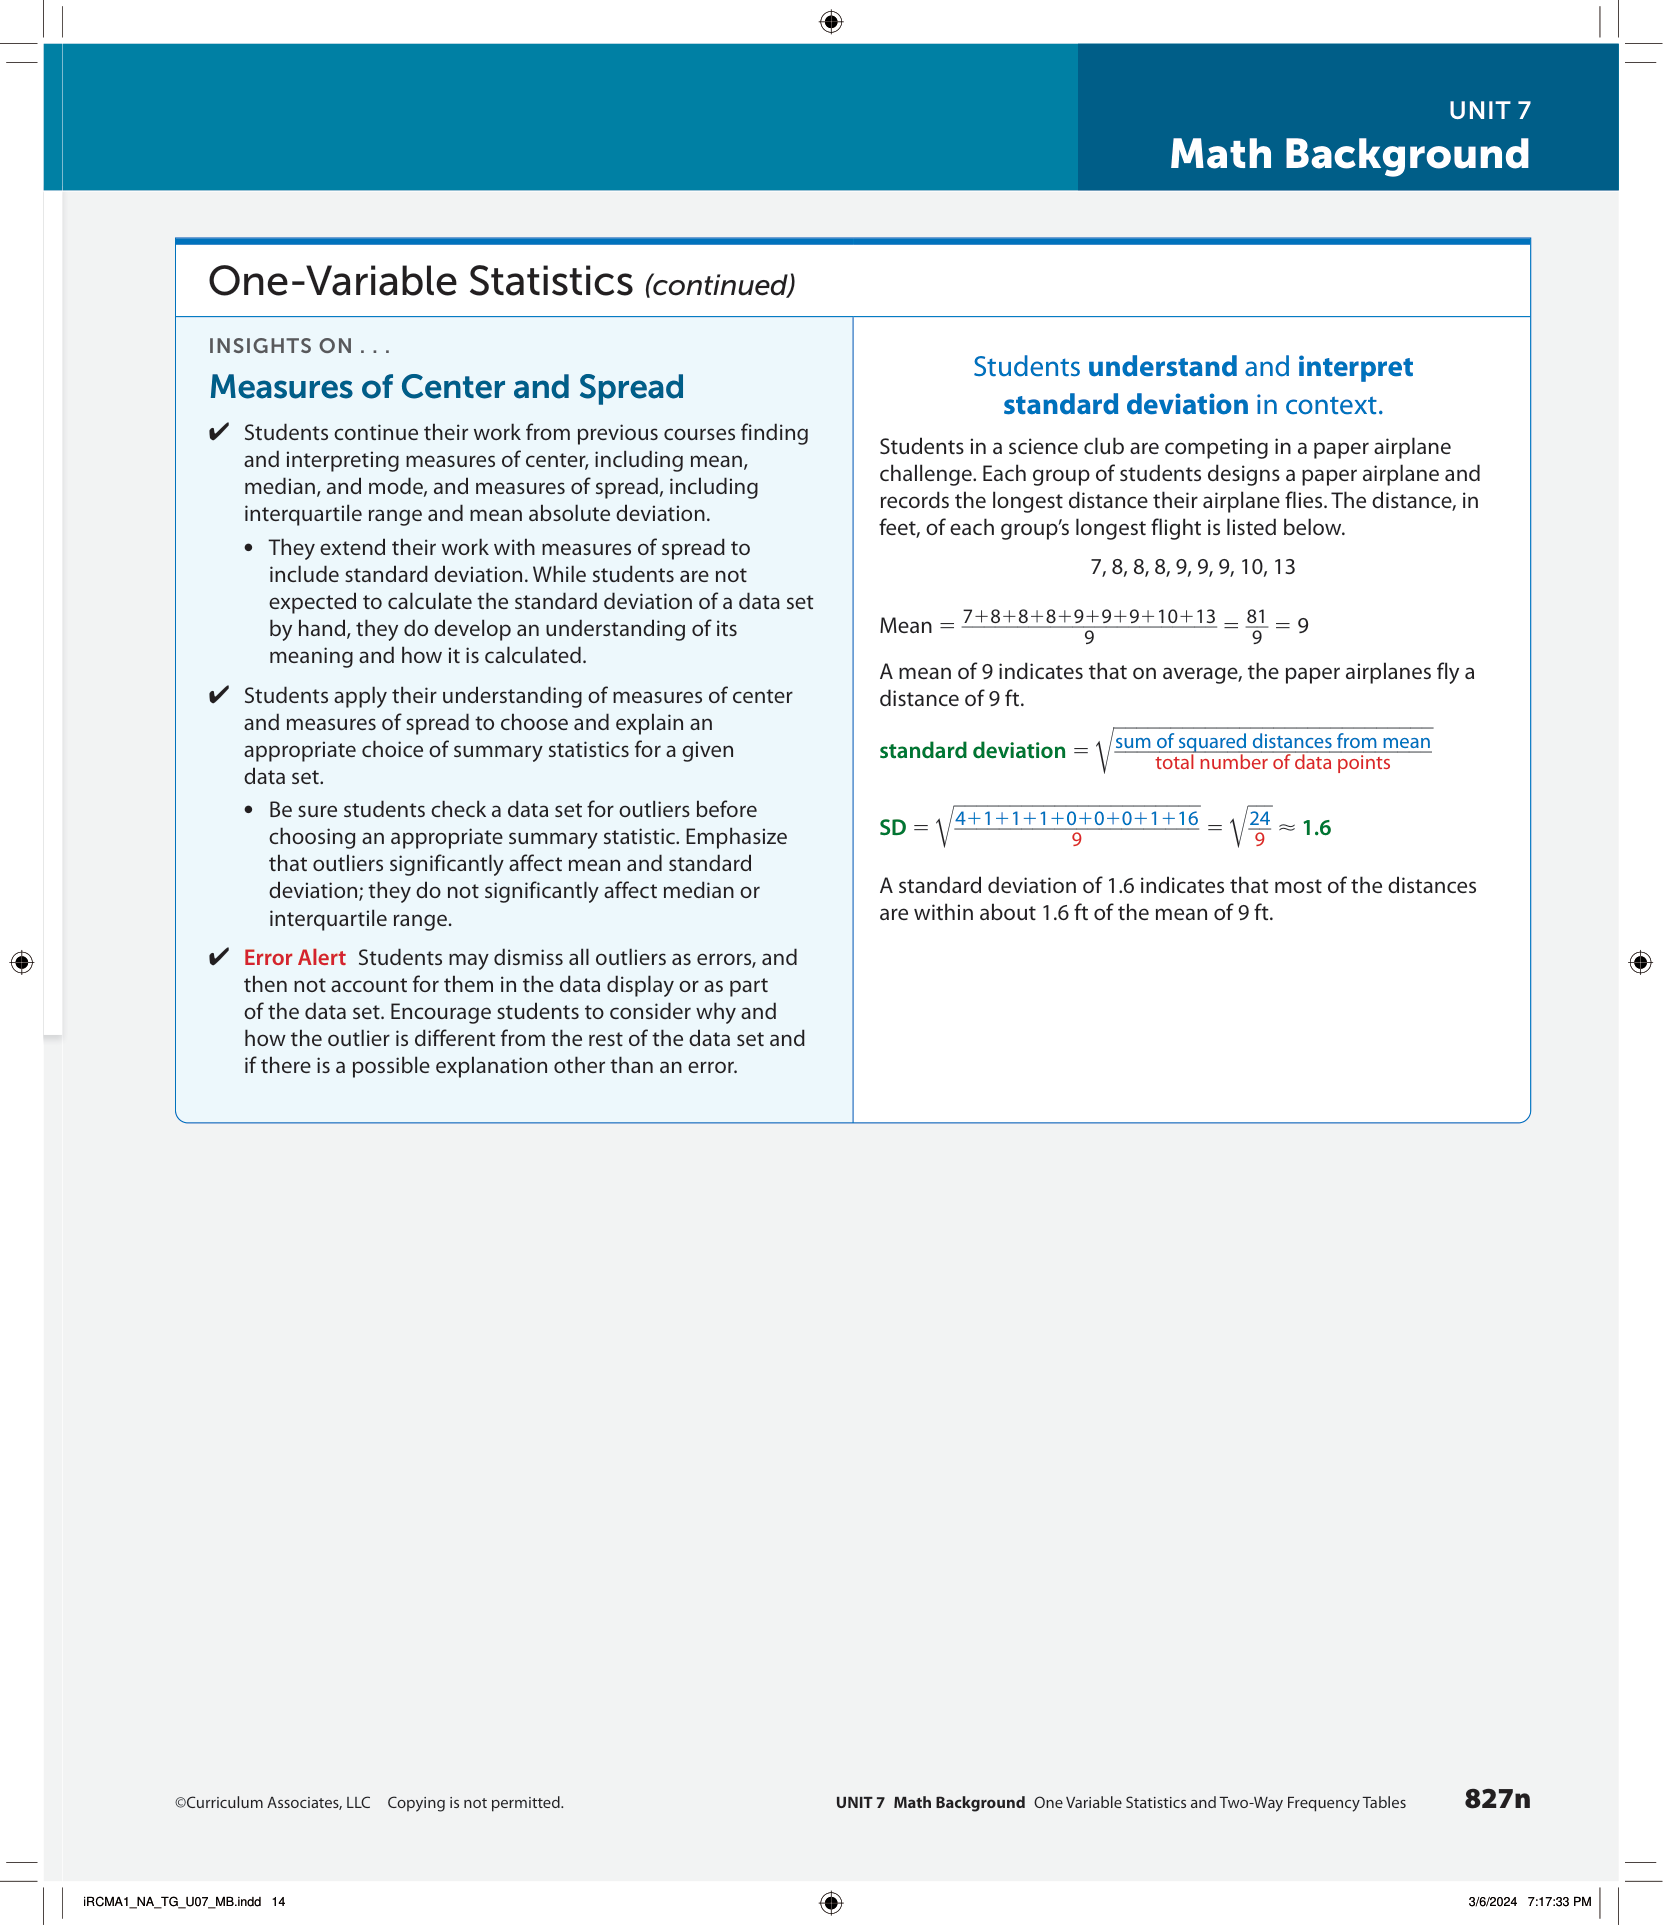 UNIT 7
Math Background
One-Variable Statistics (continued)
INSIGHTS ON . . .
Measures of Center and Spread
✔ Students continue their work from previous courses finding
and interpreting measures of center, including mean,
median, and mode, and measures of spread, including
interquartile range and mean absolute deviation.
• They extend their work with measures of spread to
include standard deviation. While students are not
expected to calculate the standard deviation of a data set
by hand, they do develop an understanding of its
meaning and how it is calculated.
✔ Students apply their understanding of measures of center
and measures of spread to choose and explain an
appropriate choice of summary statistics for a given
data set.
• Be sure students check a data set for outliers before
choosing an appropriate summary statistic. Emphasize
that outliers significantly affect mean and standard
deviation; they do not significantly affect median or
interquartile range.
✔ Error Alert Students may dismiss all outliers as errors, and
then not account for them in the data display or as part
of the data set. Encourage students to consider why and
how the outlier is different from the rest of the data set and
if there is a possible explanation other than an error.
Students understand and interpret
standard deviation in context.
Students in a science club are competing in a paper airplane
challenge. Each group of students designs a paper airplane and
records the longest distance their airplane flies. The distance, in
feet, of each group's longest flight is listed below.
7, 8, 8, 8, 9, 9, 9, 10, 13
Mean = 7+8+8+8+9+9+9+10+13/9 = 81/9 = 9
A mean of 9 indicates that on average, the paper airplanes fly a
distance of 9 ft.
standard deviation = √sum of squared distances from mean/total number of data points
SD = √4+1+1+1+0+0+0+1+16/9 = √24/9 ≈ 1.6
A standard deviation of 1.6 indicates that most of the distances
are within about 1.6 ft of the mean of 9 ft.
©Curriculum Associates, LLC Copying is not permitted.
UNIT 7 Math Background One Variable Statistics and Two-Way Frequency Tables 827n
iRCMA1_NA_TG_U07_MB.indd 14
3/6/2024 7:17:33 PM